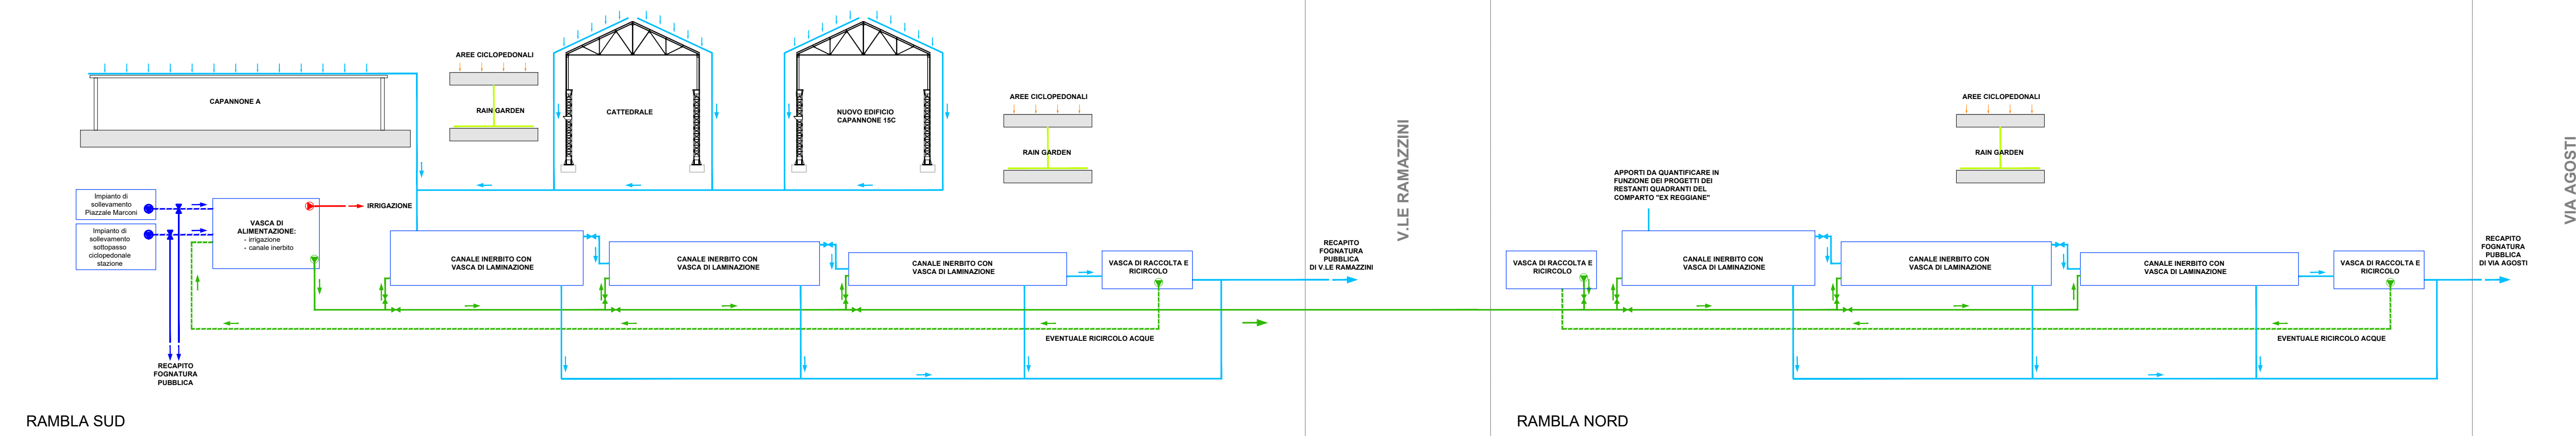 AREE CICLOPEDONALI
CAPANNONE A
RAIN GARDEN
CATTEDRALE
NUOVO EDIFICIO
CAPANNONE 15C
AREE CICLOPEDONALI
RAIN GARDEN
V.LE RAMAZZINI
AREE CICLOPEDONALI
RAIN GARDEN
VIA AGOSTI
Impianto di
sollevamento
Piazzale Marconi
Impianto di
sollevamento
sottopasso
ciclopedonale
stazione
VASCA DI
ALIMENTAZIONE:
- irrigazione
- canale inerbito
IRRIGAZIONE
CANALE INERBITO CON
VASCA DI LAMINAZIONE
CANALE INERBITO CON
VASCA DI LAMINAZIONE
CANALE INERBITO CON
VASCA DI LAMINAZIONE
VASCA DI RACCOLTA E
RICIRCOLO
RECAPITO
FOGNATURA
PUBBLICA
DI V.LE RAMAZZINI
APPORTI DA QUANTIFICARE IN
FUNZIONE DEI PROGETTI DEI
RESTANTI QUADRANTI DEL
COMPARTO "EX REGGIANE"
VASCA DI RACCOLTA E
RICIRCOLO
CANALE INERBITO CON
VASCA DI LAMINAZIONE
CANALE INERBITO CON
VASCA DI LAMINAZIONE
CANALE INERBITO CON
VASCA DI LAMINAZIONE
VASCA DI RACCOLTA E
RICIRCOLO
RECAPITO
FOGNATURA
PUBBLICA
DI VIA AGOSTI
EVENTUALE RICIRCOLO ACQUE
EVENTUALE RICIRCOLO ACQUE
RECAPITO
FOGNATURA
PUBBLICA
RAMBLA SUD
RAMBLA NORD